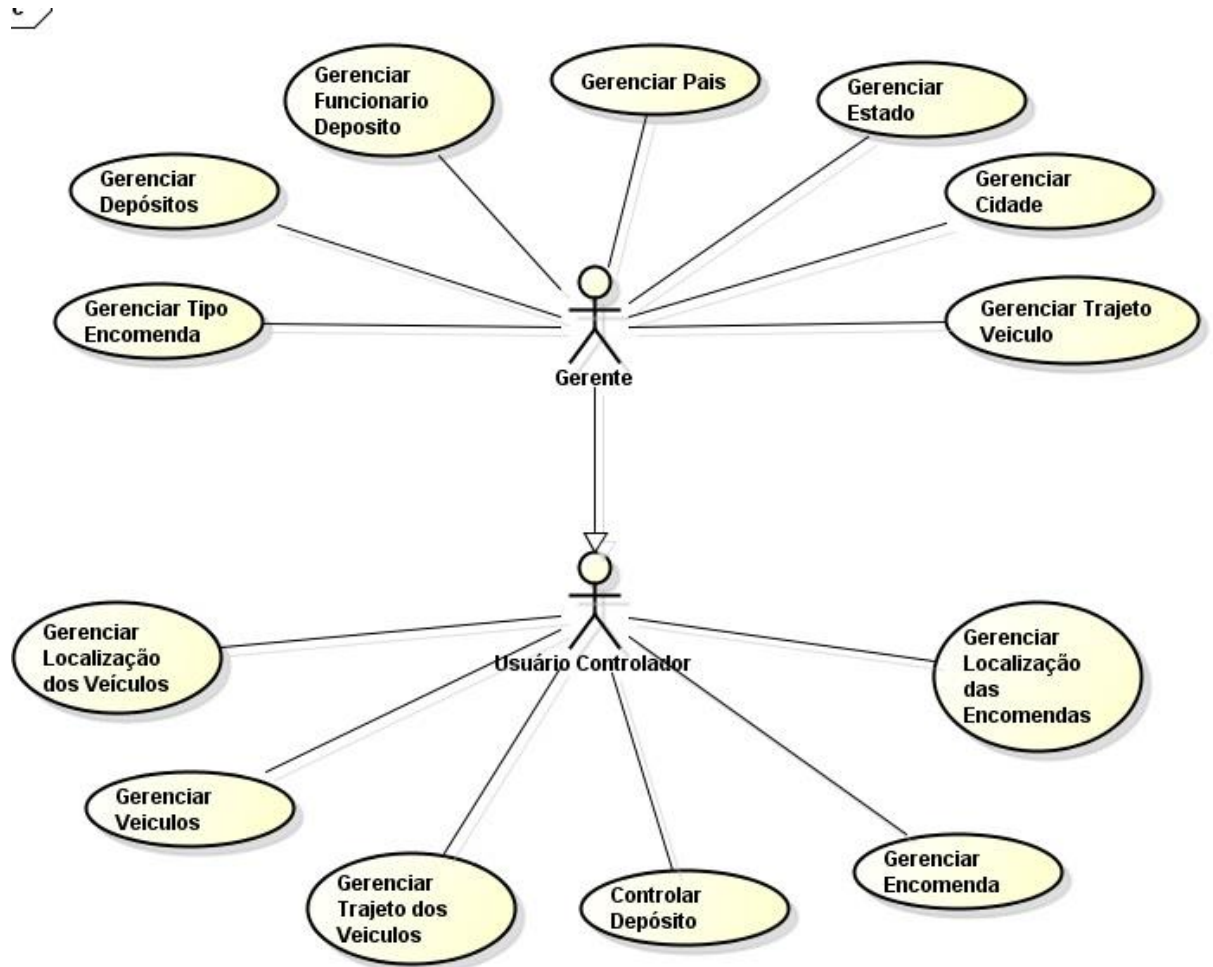 Gerenciar
Funcionario
Deposito
Gerenciar Pais
Gerenciar
Estado
Gerenciar
Depósitos
Gerenciar
Cidade
Gerenciar Tipo
Encomenda
Gerenciar Trajeto
Veiculo
Gerente
Usuário Controlador
Gerenciar
Localização
dos Veículos
Gerenciar
Localização
das
Encomendas
Gerenciar
Veiculos
Gerenciar
Trajeto dos
Veiculos
Controlar
Depósito
Gerenciar
Encomenda